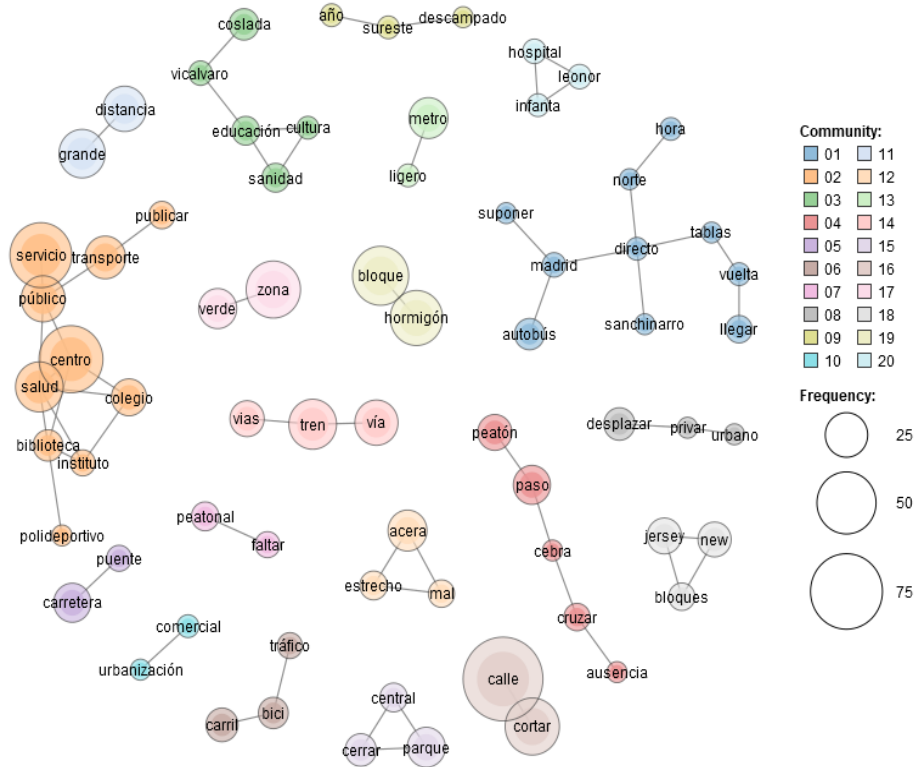 coslada
año
sureste
descampado
vicalvaro
hospital
leonor
infanta
distancia
grande
educación
cultura
sanidad
metro
ligero
hora
norte
suponer
madrid
directo
tablas
vuelta
autobús
sanchinarro
llegar
publicar
servicio
transporte
público
centro
salud
colegio
biblioteca
instituto
polideportivo
verde
zona
bloque
hormigón
vias
tren
vía
peatón
paso
cebra
cruzar
ausencia
desplazar
privar
urbano
peatonal
faltar
puente
carretera
acera
estrecho
mal
jersey
new
bloques
comercial
urbanización
tráfico
carril
bici
central
cerrar
parque
calle
cortar
Community:
01 11
02 12
03 13
04 14
05 15
06 16
07 17
08 18
09 19
10 20
Frequency:
25
50
75